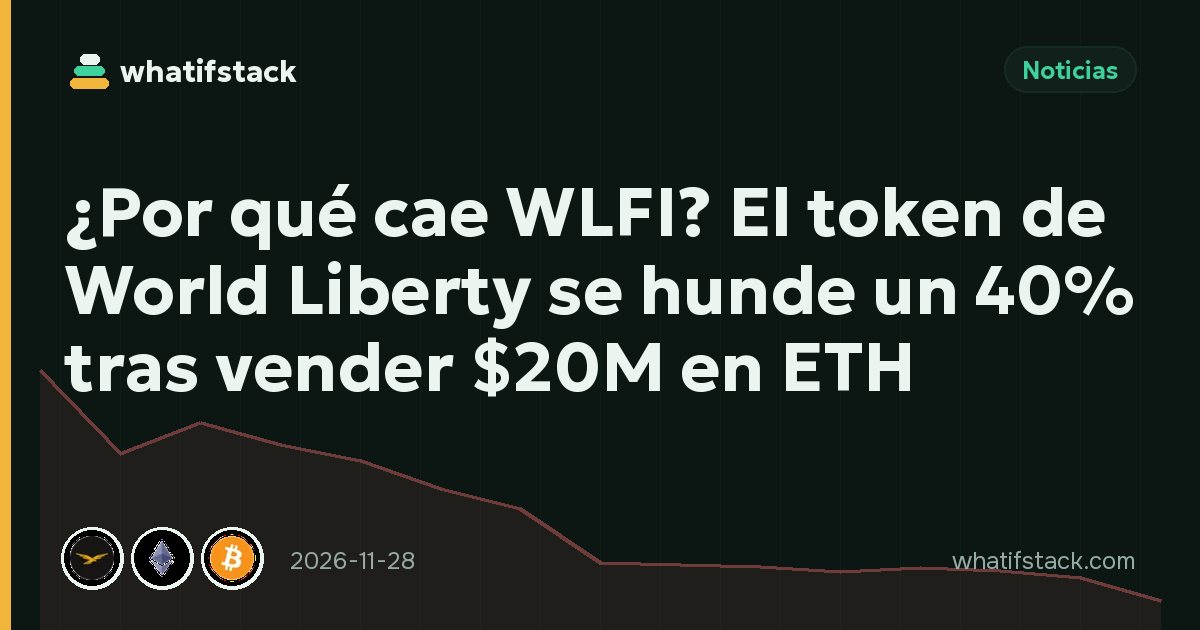 whatifstack
Noticias
¿Por qué cae WLFI? El token de
World Liberty se hunde un 40%
tras vender $20M en ETH
2026-11-28
whatifstack.com